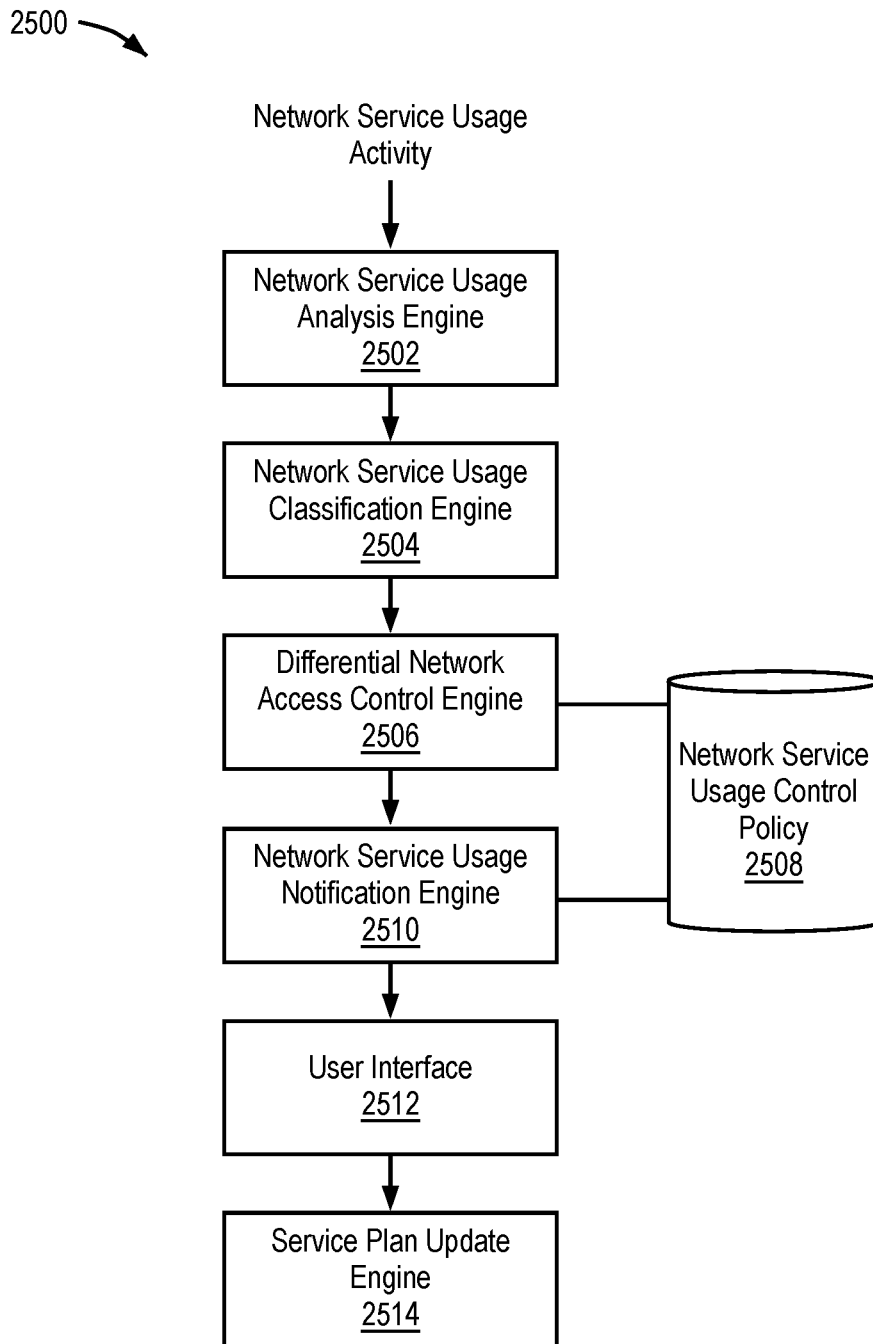 2500
Network Service Usage
Activity
Network Service Usage
Analysis Engine
2502
Network Service Usage
Classification Engine
2504
Differential Network
Access Control Engine
2506
Network Service
Usage Control
Policy
2508
Network Service Usage
Notification Engine
2510
User Interface
2512
Service Plan Update
Engine
2514